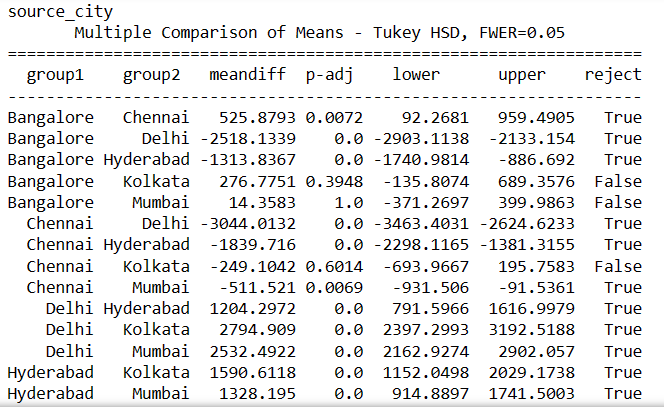 source_city
Multiple Comparison of Means - Tukey HSD, FWER=0.05
====================================================================
group1 group2 meandiff p-adj lower upper reject
--------------------------------------------------------------------
Bangalore Chennai 525.8793 0.0072 92.2681 959.4905 True
Bangalore Delhi -2518.1339 0.0 -2903.1138 -2133.154 True
Bangalore Hyderabad -1313.8367 0.0 -1740.9814 -886.692 True
Bangalore Kolkata 276.7751 0.3948 -135.8074 689.3576 False
Bangalore Mumbai 14.3583 1.0 -371.2697 399.9863 False
Chennai Delhi -3044.0132 0.0 -3463.4031 -2624.6233 True
Chennai Hyderabad -1839.716 0.0 -2298.1165 -1381.3155 True
Chennai Kolkata -249.1042 0.6014 -693.9667 195.7583 False
Chennai Mumbai -511.521 0.0069 -931.506 -91.5361 True
Delhi Hyderabad 1204.2972 0.0 791.5966 1616.9979 True
Delhi Kolkata 2794.909 0.0 2397.2993 3192.5188 True
Delhi Mumbai 2532.4922 0.0 2162.9274 2902.057 True
Hyderabad Kolkata 1590.6118 0.0 1152.0498 2029.1738 True
Hyderabad Mumbai 1328.195 0.0 914.8897 1741.5003 True